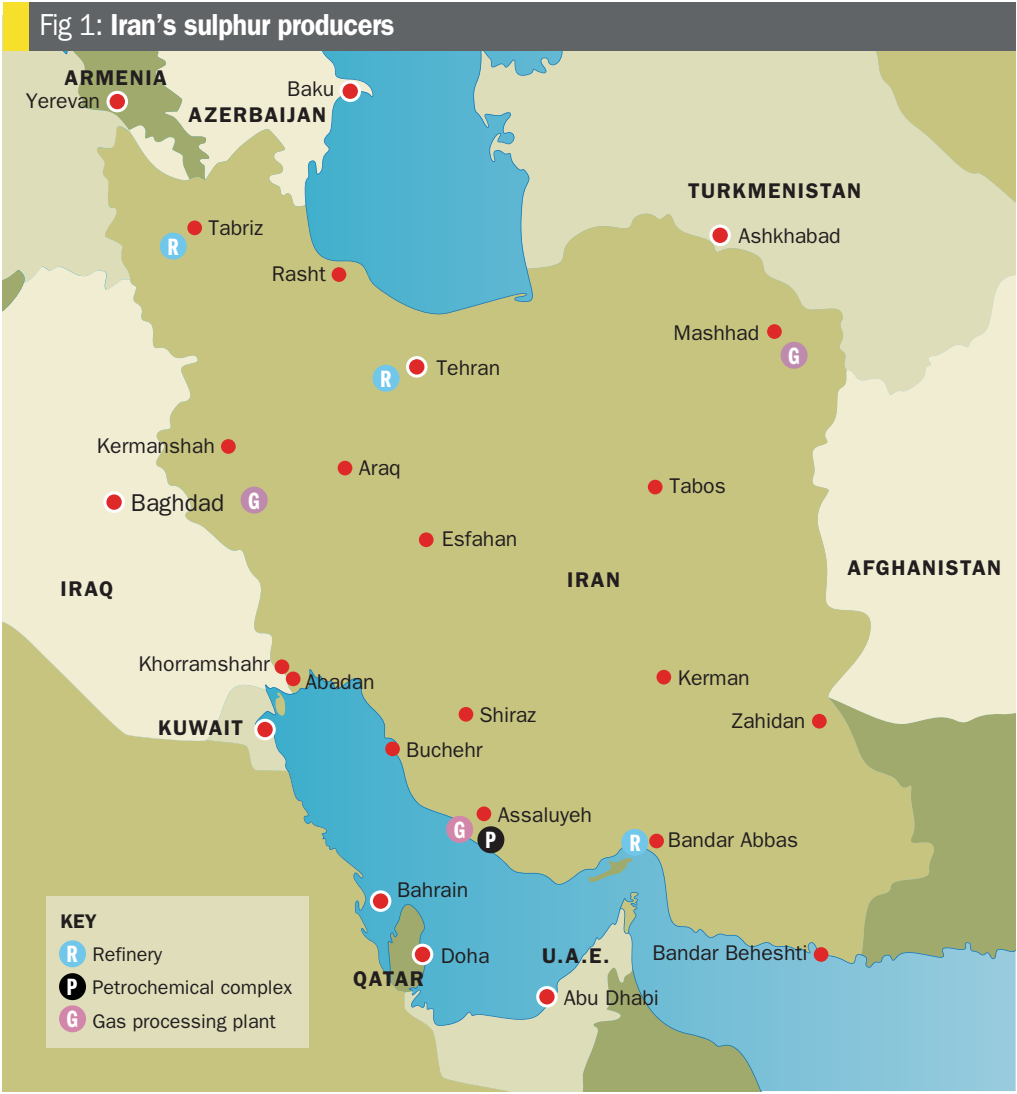 Fig 1: Iran's sulphur producers
ARMENIA
Yerevan
Baku
AZERBAIJAN
TURKMENISTAN
Ashkhabad
Tabriz
R
Rasht
Mashhad
G
Tehran
R
Kermanshah
Araq
Tabos
Baghdad
G
Esfahan
IRAN
AFGHANISTAN
IRAQ
Khorramshahr
Abadan
Kerman
Shiraz
Zahidan
KUWAIT
Buchehr
Assaluyeh
G
P
R
Bandar Abbas
Bahrain
Doha
QATAR
U.A.E.
Bandar Beheshti
Abu Dhabi
KEY
R Refinery
P Petrochemical complex
G Gas processing plant